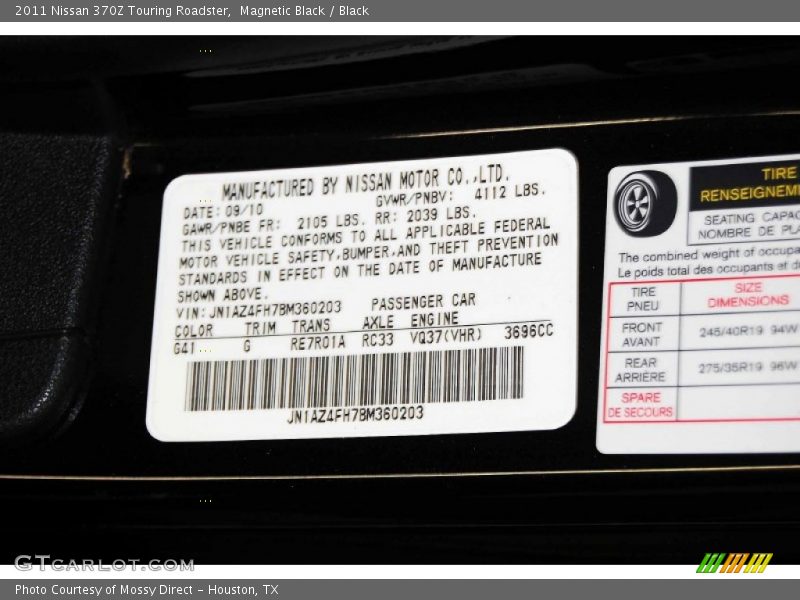 2011 Nissan 370Z Touring Roadster, Magnetic Black / Black
MANUFACTURED BY NISSAN MOTOR CO.,LTD.
DATE: 09/10 GVWR/PNBV: 4112 LBS.
GAWR/PNBE FR: 2105 LBS. RR: 2039 LBS.
THIS VEHICLE CONFORMS TO ALL APPLICABLE FEDERAL
MOTOR VEHICLE SAFETY,BUMPER,AND THEFT PREVENTION
STANDARDS IN EFFECT ON THE DATE OF MANUFACTURE
SHOWN ABOVE.
VIN:JN1AZ4FH7BM360203 PASSENGER CAR
COLOR TRIM TRANS AXLE ENGINE
G41 G RE7R01A RC33 VQ37(VHR) 3696CC
JN1AZ4FH7BM360203
TIRE
RENSEIGNEM
SEATING CAPAC
NOMBRE DE PLA
The combined weight of occupa
Le poids total des occupants et d
TIRE
PNEU
SIZE
DIMENSIONS
FRONT
AVANT
245/40R19 94W
REAR
ARRIÈRE
275/35R19 96W
SPARE
DE SECOURS
GTCARLOT.COM
Photo Courtesy of Mossy Direct - Houston, TX